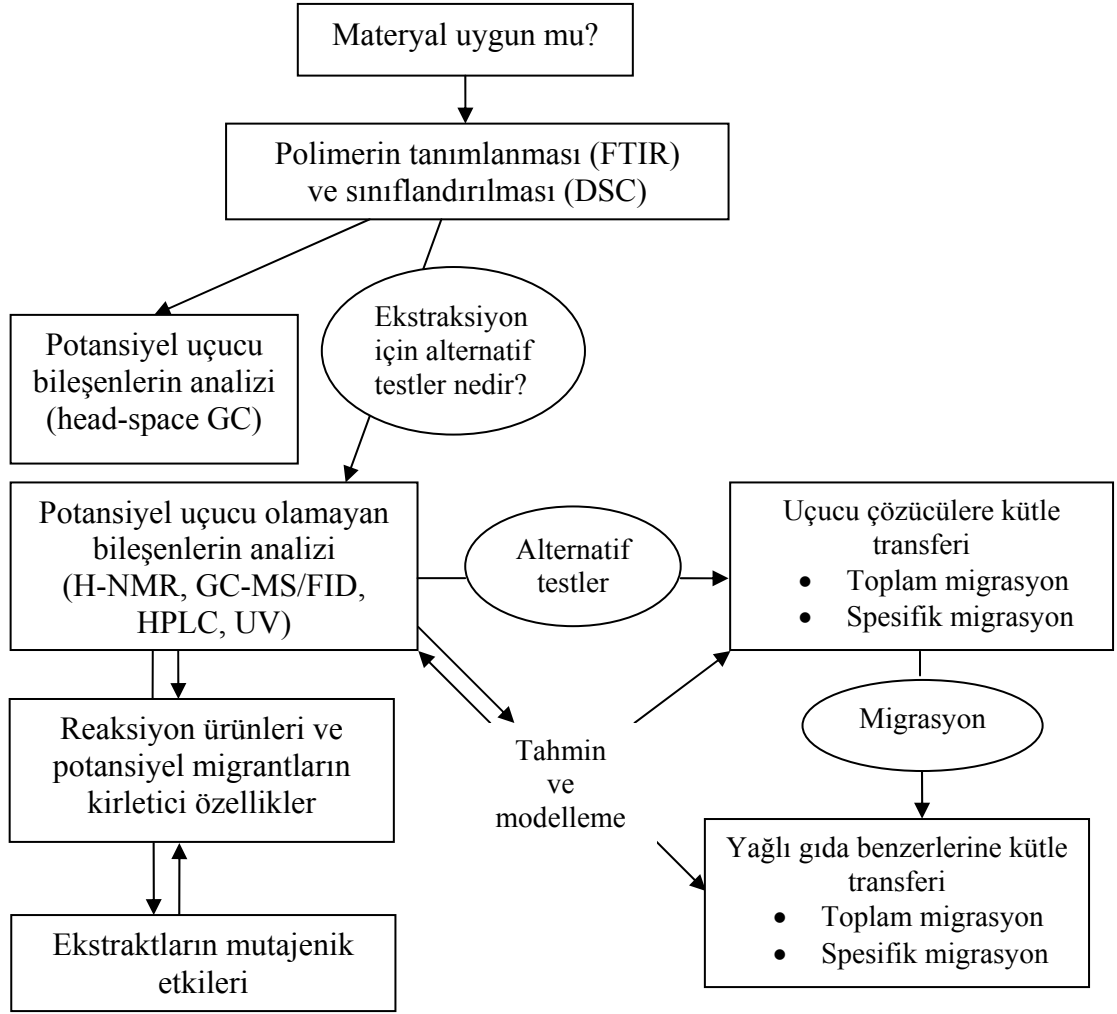 Materyal uygun mu?
Polimerin tanımlanması (FTIR)
ve sınıflandırılması (DSC)
Ekstraksiyon
için alternatif
testler nedir?
Potansiyel uçucu
bileşenlerin analizi
(head-space GC)
Potansiyel uçucu olamayan
bileşenlerin analizi
(H-NMR, GC-MS/FID,
HPLC, UV)
Alternatif
testler
Uçucu çözücülere kütle
transferi
• Toplam migrasyon
• Spesifik migrasyon
Reaksiyon ürünleri ve
potansiyel migrantların
kirletici özellikler
Tahmin
ve
modelleme
Migrasyon
Yağlı gıda benzerlerine kütle
transferi
• Toplam migrasyon
• Spesifik migrasyon
Ekstraktların mutajenik
etkileri